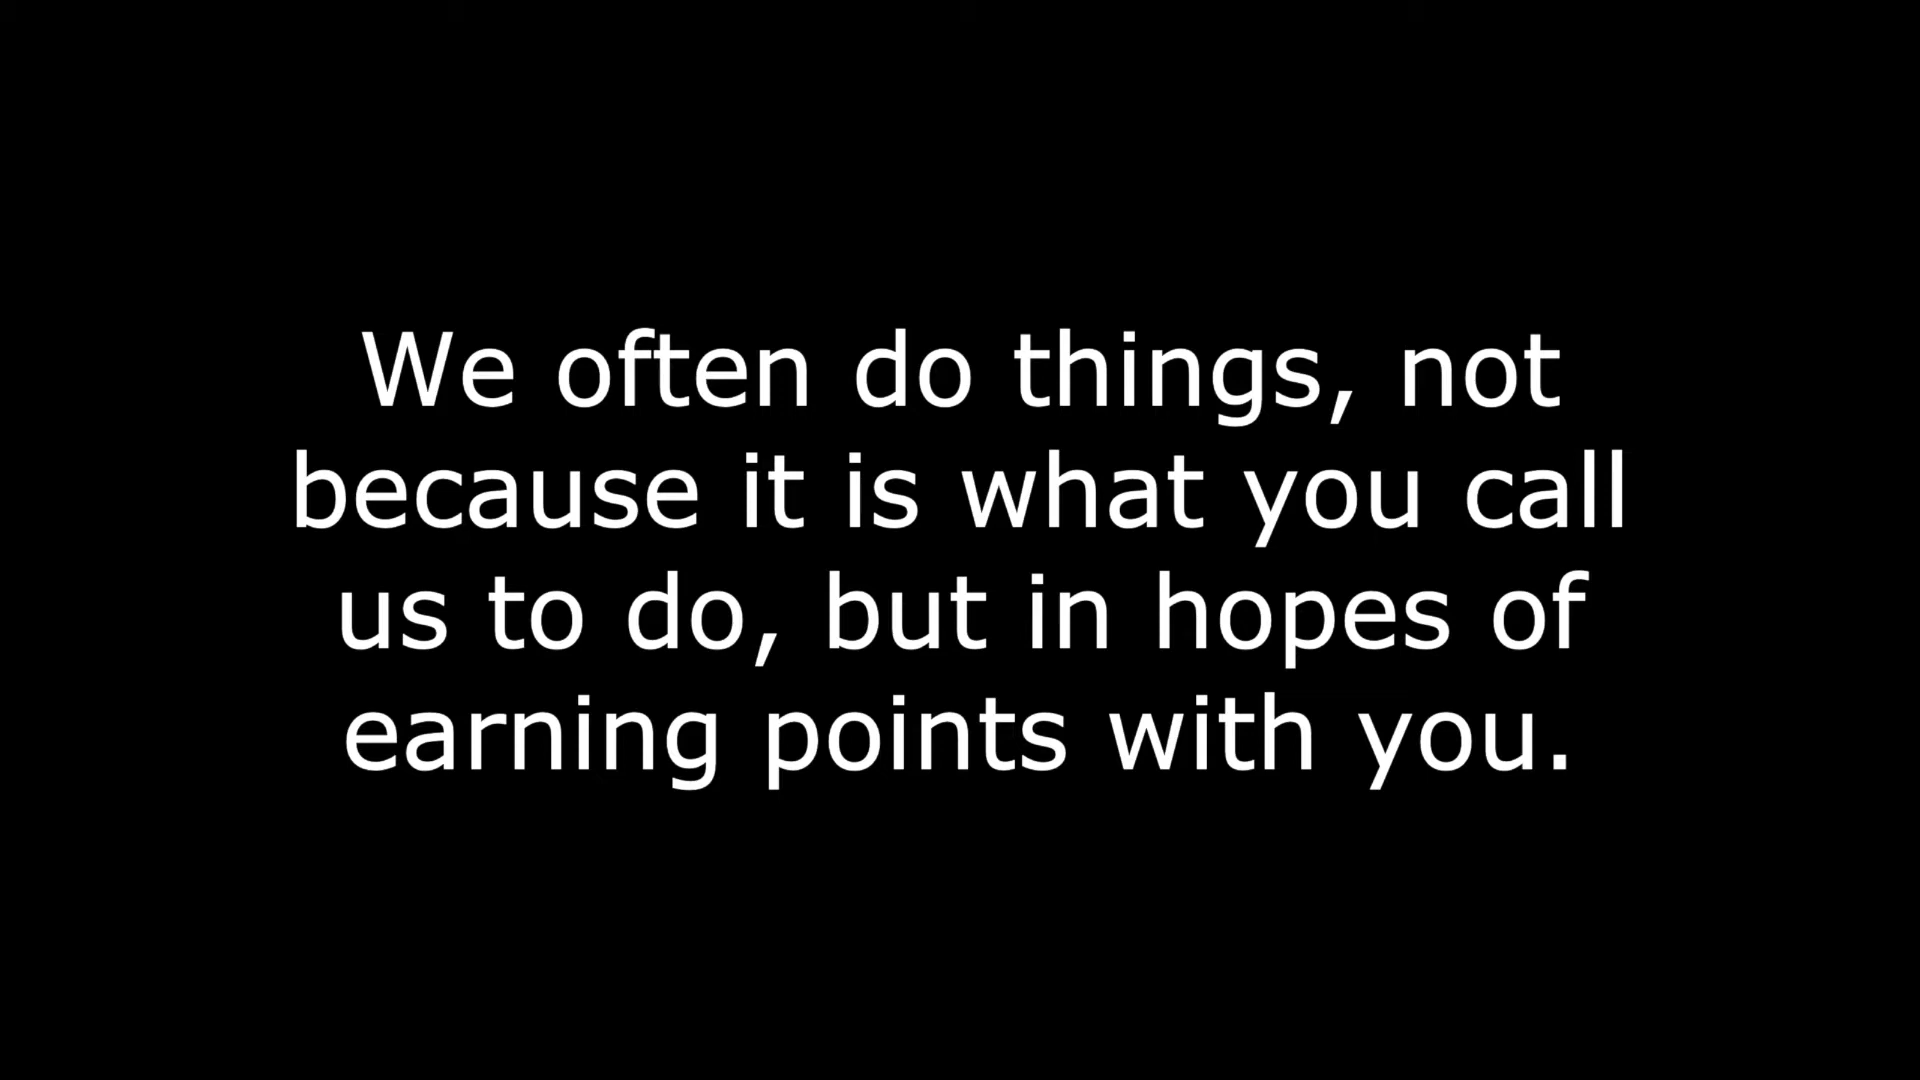 We often do things, not
because it is what you call
us to do, but in hopes of
earning points with you.